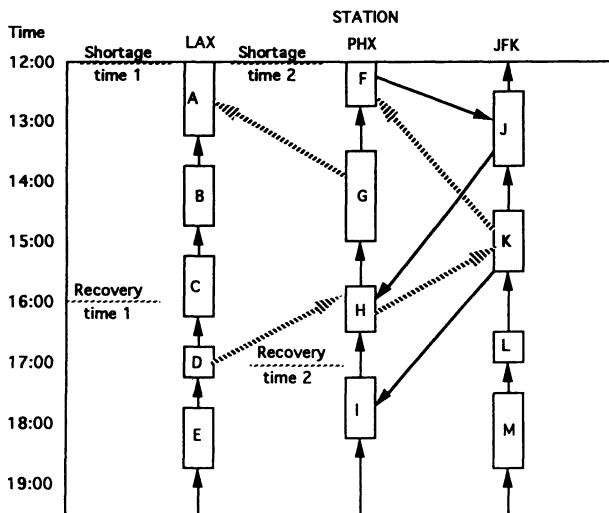 STATION
Time
LAX
PHX
JFK
12:00
Shortage
time 1
Shortage
time 2
F
A
13:00
J
14:00
B
G
15:00
K
C
Recovery
time 1
16:00
H
L
17:00
D
Recovery
time 2
I
18:00
E
M
19:00